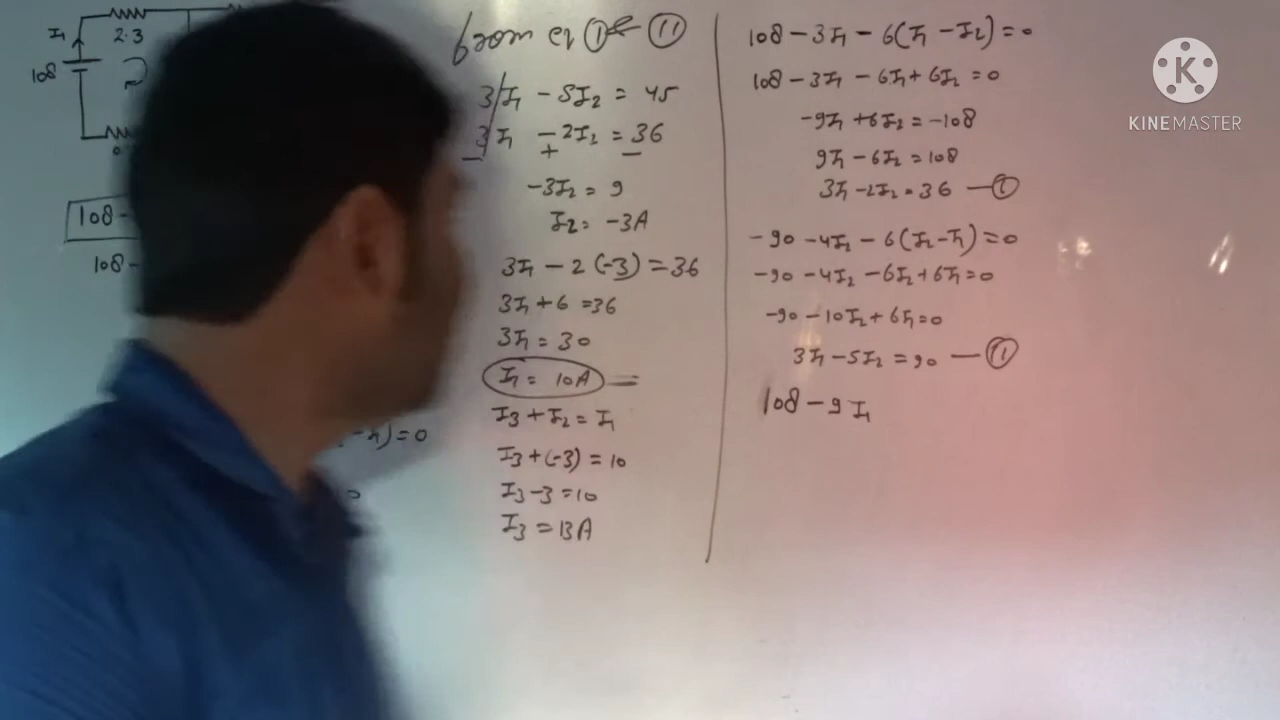 I₁
2.3
108
108 -
108 -
-I₁) = 0
from eq ① & ⑪
3I₁ - 5I₂ = 45
3I₁ - 2I₂ = 36
- + -
-3I₂ = 9
I₂ = -3A
3I₁ - 2(-3) = 36
3I₁ + 6 = 36
3I₁ = 30
I₁ = 10A
I₃ + I₂ = I₁
I₃ + (-3) = 10
I₃ - 3 = 10
I₃ = 13A
108 - 3I₁ - 6(I₁ - I₂) = 0
108 - 3I₁ - 6I₁ + 6I₂ = 0
-9I₁ + 6I₂ = -108
9I₁ - 6I₂ = 108
3I₁ - 2I₂ = 36 — ①
-90 - 4I₂ - 6(I₂ - I₁) = 0
-90 - 4I₂ - 6I₂ + 6I₁ = 0
-90 - 10I₂ + 6I₁ = 0
3I₁ - 5I₂ = 90 — ⑪
108 - 9I₁
KINEMASTER